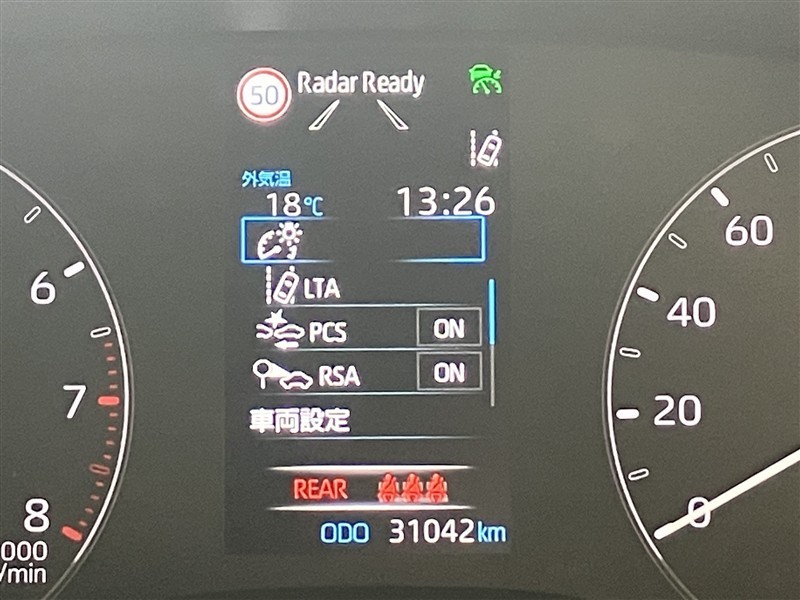 50 Radar Ready
外気温
18℃ 13:26
LTA
PCS ON
RSA ON
車両設定
REAR
ODO 31042km
6
7
8
000
/min
60
40
20
0